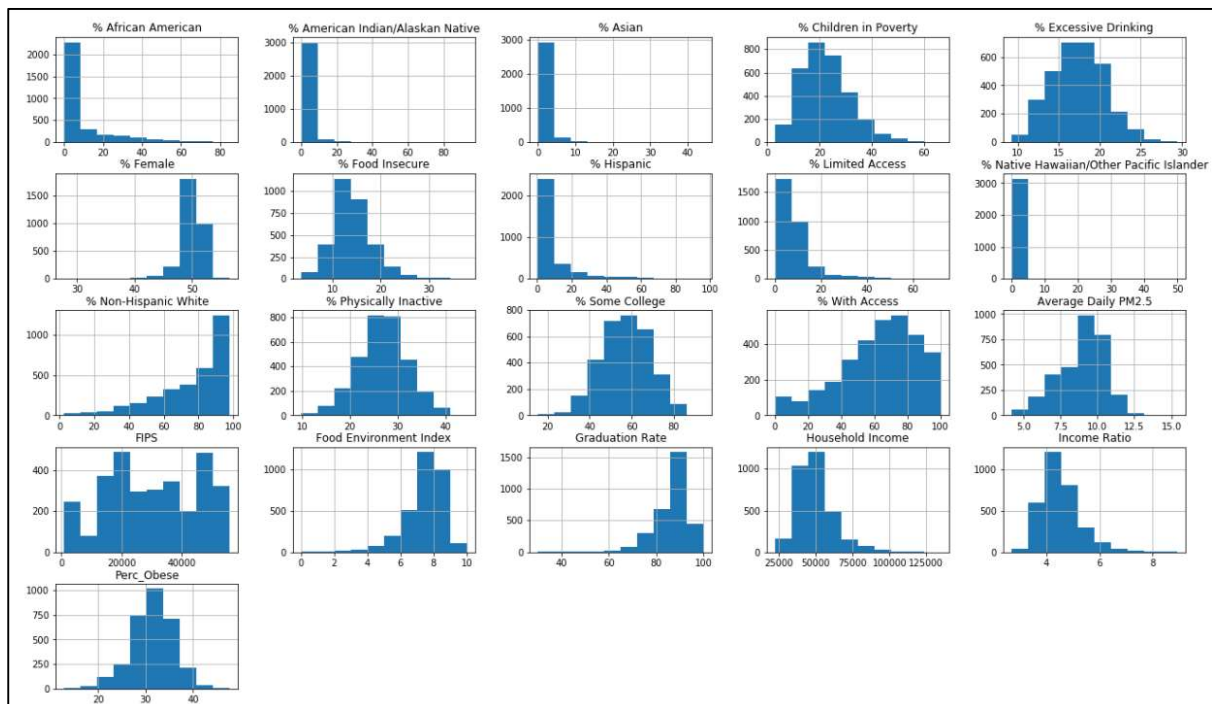 % African American
% American Indian/Alaskan Native
% Asian
% Children in Poverty
% Excessive Drinking
2000
1500
1000
500
0
0 20 40 60 80
3000
2000
1000
0
0 20 40 60 80
3000
2000
1000
0
0 10 20 30 40
800
600
400
200
0
0 20 40 60
600
400
200
0
10 15 20 25 30
% Female
% Food Insecure
% Hispanic
% Limited Access
% Native Hawaiian/Other Pacific Islander
1500
1000
500
0
30 40 50
1000
750
500
250
0
10 20 30
2000
1000
0
0 20 40 60 80 100
1500
1000
500
0
0 20 40 60
3000
2000
1000
0
0 10 20 30 40 50
% Non-Hispanic White
% Physically Inactive
% Some College
% With Access
Average Daily PM2.5
1000
500
0
0 20 40 60 80 100
800
600
400
200
0
10 20 30 40
800
600
400
200
0
20 40 60 80
400
200
0
0 20 40 60 80 100
1000
750
500
250
0
5.0 7.5 10.0 12.5 15.0
FIPS
Food Environment Index
Graduation Rate
Household Income
Income Ratio
400
200
0
0 20000 40000
1000
500
0
0 2 4 6 8 10
1500
1000
500
0
40 60 80 100
1000
500
0
25000 50000 75000 100000 125000
1000
500
0
4 6 8
Perc_Obese
1000
750
500
250
0
20 30 40